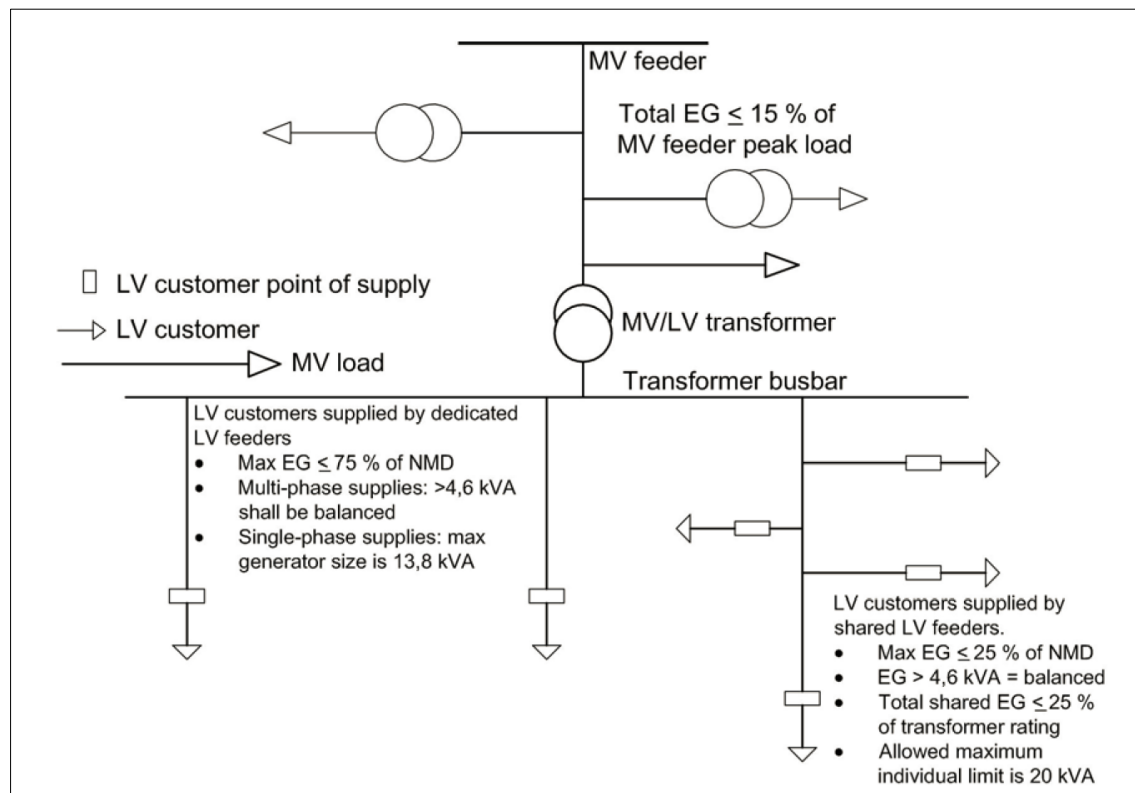 MV feeder
Total EG ≤ 15 % of
MV feeder peak load
LV customer point of supply
LV customer
MV load
MV/LV transformer
Transformer busbar
LV customers supplied by dedicated
LV feeders
• Max EG ≤ 75 % of NMD
• Multi-phase supplies: >4,6 kVA
shall be balanced
• Single-phase supplies: max
generator size is 13,8 kVA
LV customers supplied by
shared LV feeders.
• Max EG ≤ 25 % of NMD
• EG > 4,6 kVA = balanced
• Total shared EG ≤ 25 %
of transformer rating
• Allowed maximum
individual limit is 20 kVA